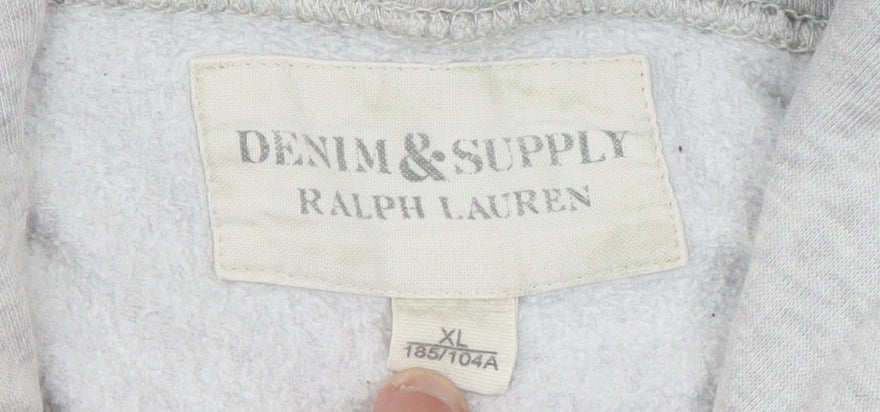 DENIM & SUPPLY
RALPH LAUREN
XL
185/104A